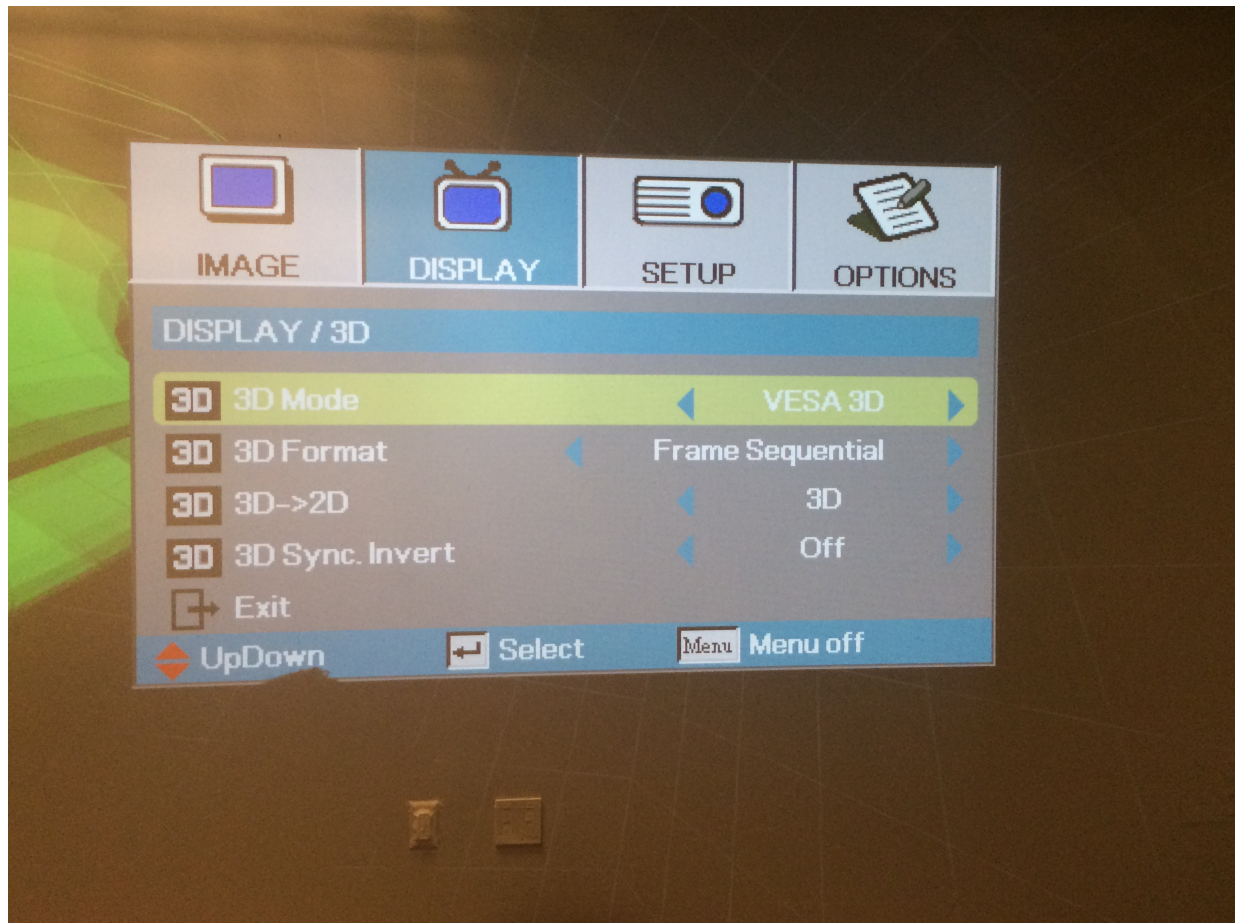 IMAGE DISPLAY SETUP OPTIONS
DISPLAY / 3D
3D 3D Mode VESA 3D
3D 3D Format Frame Sequential
3D 3D->2D 3D
3D 3D Sync. Invert Off
Exit
UpDown Select Menu Menu off